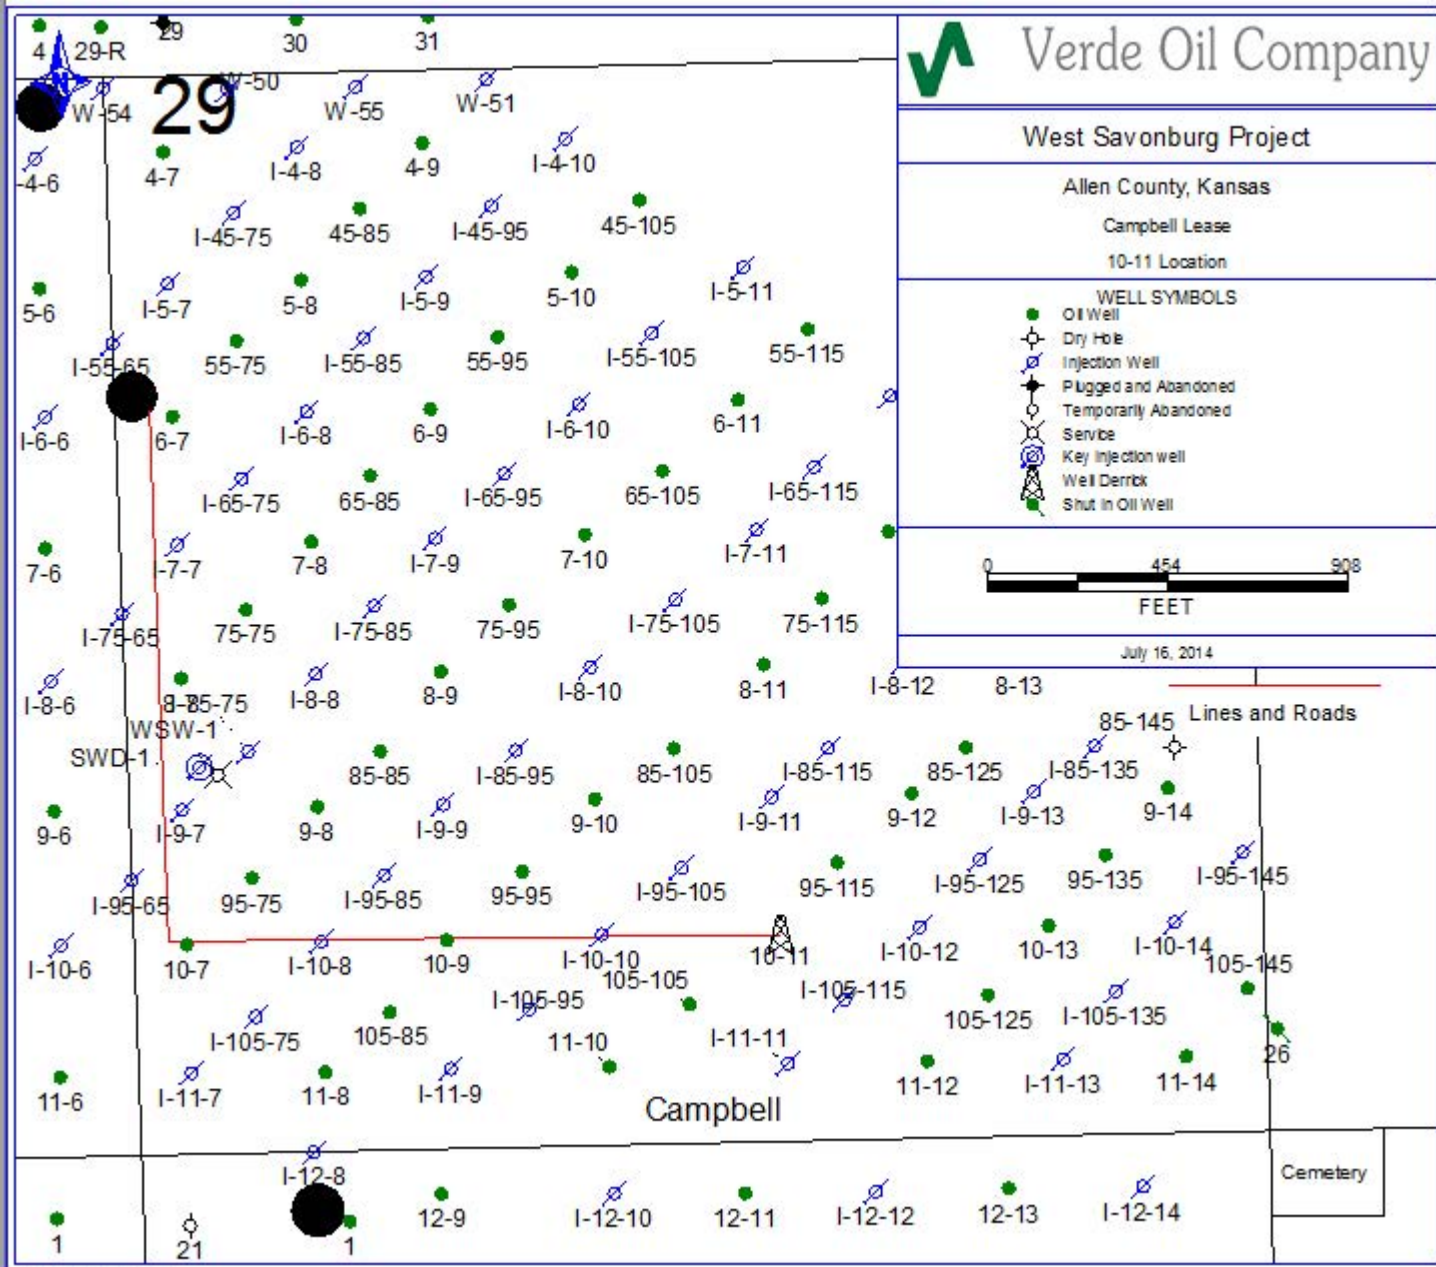 4 29-R 29 30 31
Verde Oil Company
29
W-54 W-50 W-55 W-51
West Savonburg Project
-4-6 4-7 I-4-8 4-9 I-4-10
Allen County, Kansas
I-45-75 45-85 I-45-95 45-105
Campbell Lease
10-11 Location
5-6 I-5-7 5-8 I-5-9 5-10 I-5-11
WELL SYMBOLS
Oil Well
Dry Hole
Injection Well
Plugged and Abandoned
Temporarily Abandoned
Service
Key Injection well
Well Derrick
Shut In Oil Well
I-55-65 55-75 I-55-85 55-95 I-55-105 55-115
I-6-6 6-7 I-6-8 6-9 I-6-10 6-11
I-65-75 65-85 I-65-95 65-105 I-65-115
7-6 I-7-7 7-8 I-7-9 7-10 I-7-11
0 454 908
FEET
I-75-65 75-75 I-75-85 75-95 I-75-105 75-115
July 16, 2014
I-8-6 I-8-8 8-9 I-8-10 8-11 I-8-12 8-13
Lines and Roads
WSW-1
SWD-1
85-85 I-85-95 85-105 I-85-115 85-125 I-85-135 85-145
9-6 I-9-7 9-8 I-9-9 9-10 I-9-11 9-12 I-9-13 9-14
I-95-65 95-75 I-95-85 95-95 I-95-105 95-115 I-95-125 95-135 I-95-145
I-10-6 10-7 I-10-8 10-9 I-10-10 10-11 I-10-12 10-13 I-10-14
I-105-75 105-85 I-105-95 105-105 I-105-115 105-125 I-105-135 105-145
26
11-6 I-11-7 11-8 I-11-9 11-10 I-11-11 11-12 I-11-13 11-14
Campbell
I-12-8
Cemetery
1 21 1 12-9 I-12-10 12-11 I-12-12 12-13 I-12-14